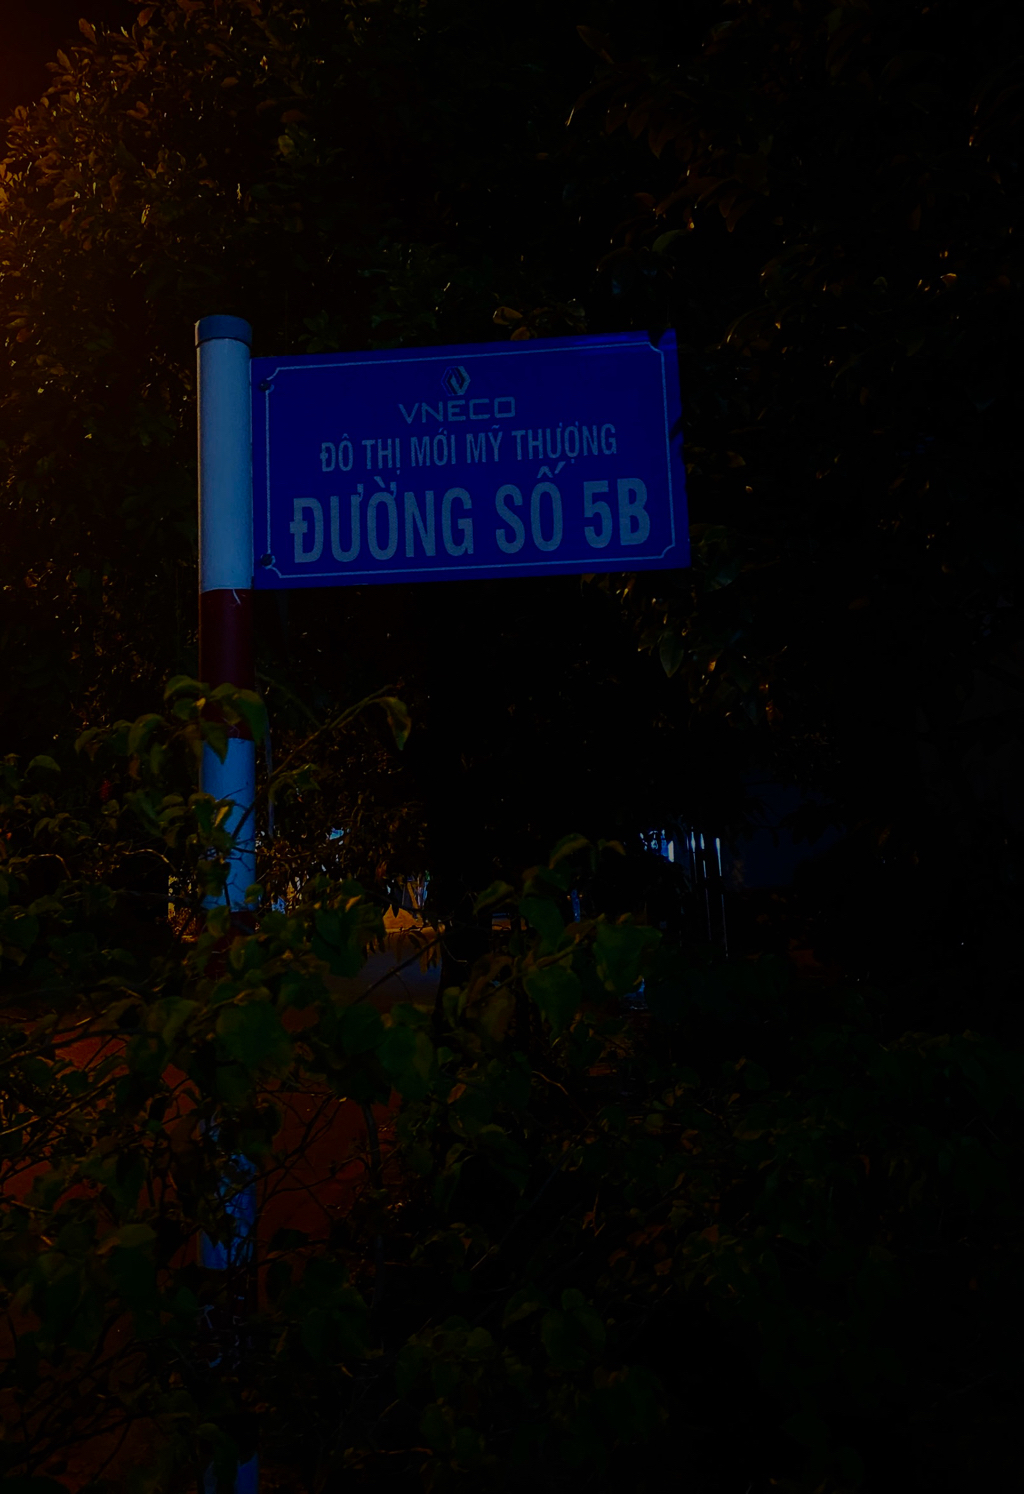 VNECO
ĐÔ THỊ MỚI MỸ THƯỢNG
ĐƯỜNG SỐ 5B